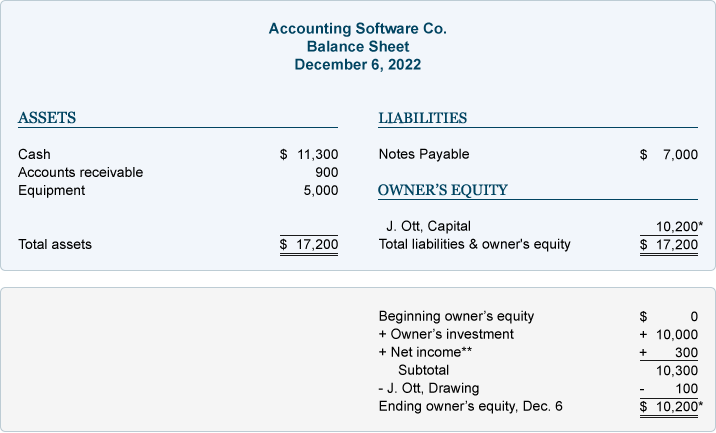 Accounting Software Co.
Balance Sheet
December 6, 2022
ASSETS
Cash $ 11,300
Accounts receivable 900
Equipment 5,000
Total assets $ 17,200
LIABILITIES
Notes Payable $ 7,000
OWNER'S EQUITY
J. Ott, Capital 10,200*
Total liabilities & owner's equity $ 17,200
Beginning owner's equity $ 0
+ Owner's investment + 10,000
+ Net income** + 300
Subtotal 10,300
- J. Ott, Drawing - 100
Ending owner's equity, Dec. 6 $ 10,200*